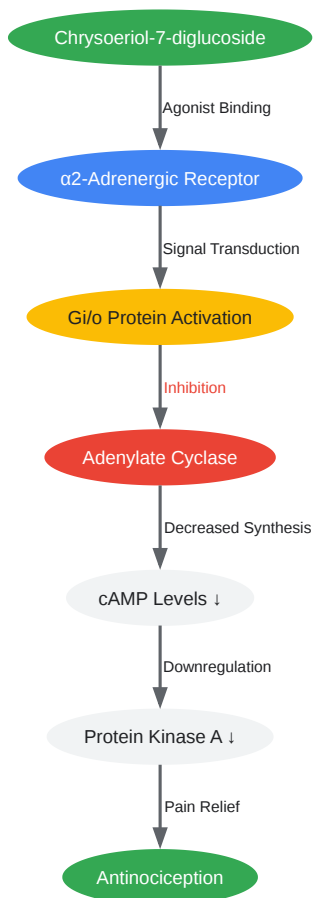 Chrysoeriol-7-diglucoside
Agonist Binding
α2-Adrenergic Receptor
Signal Transduction
Gi/o Protein Activation
Inhibition
Adenylate Cyclase
Decreased Synthesis
cAMP Levels ↓
Downregulation
Protein Kinase A ↓
Pain Relief
Antinociception